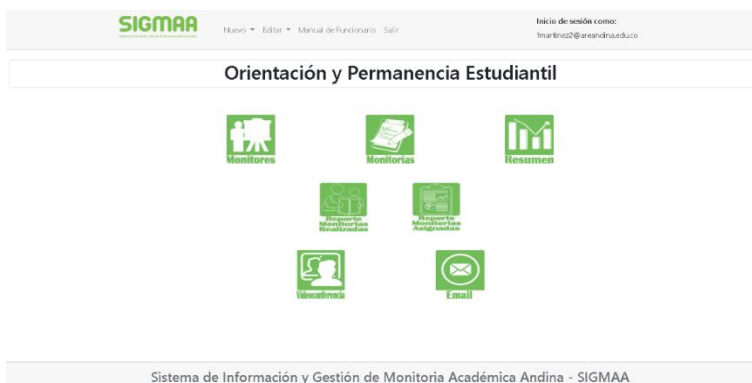 SIGMAA
Nuevo Editar Manual de Funcionario Salir
Inicio de sesión como:
fmartinez2@areandina.edu.co
Orientación y Permanencia Estudiantil
Monitores
Monitorias
Resumen
Reporte
Monitorias
Realizadas
Reporte
Monitorias
Asignadas
Videoconferencia
Email
Sistema de Información y Gestión de Monitoria Académica Andina - SIGMAA